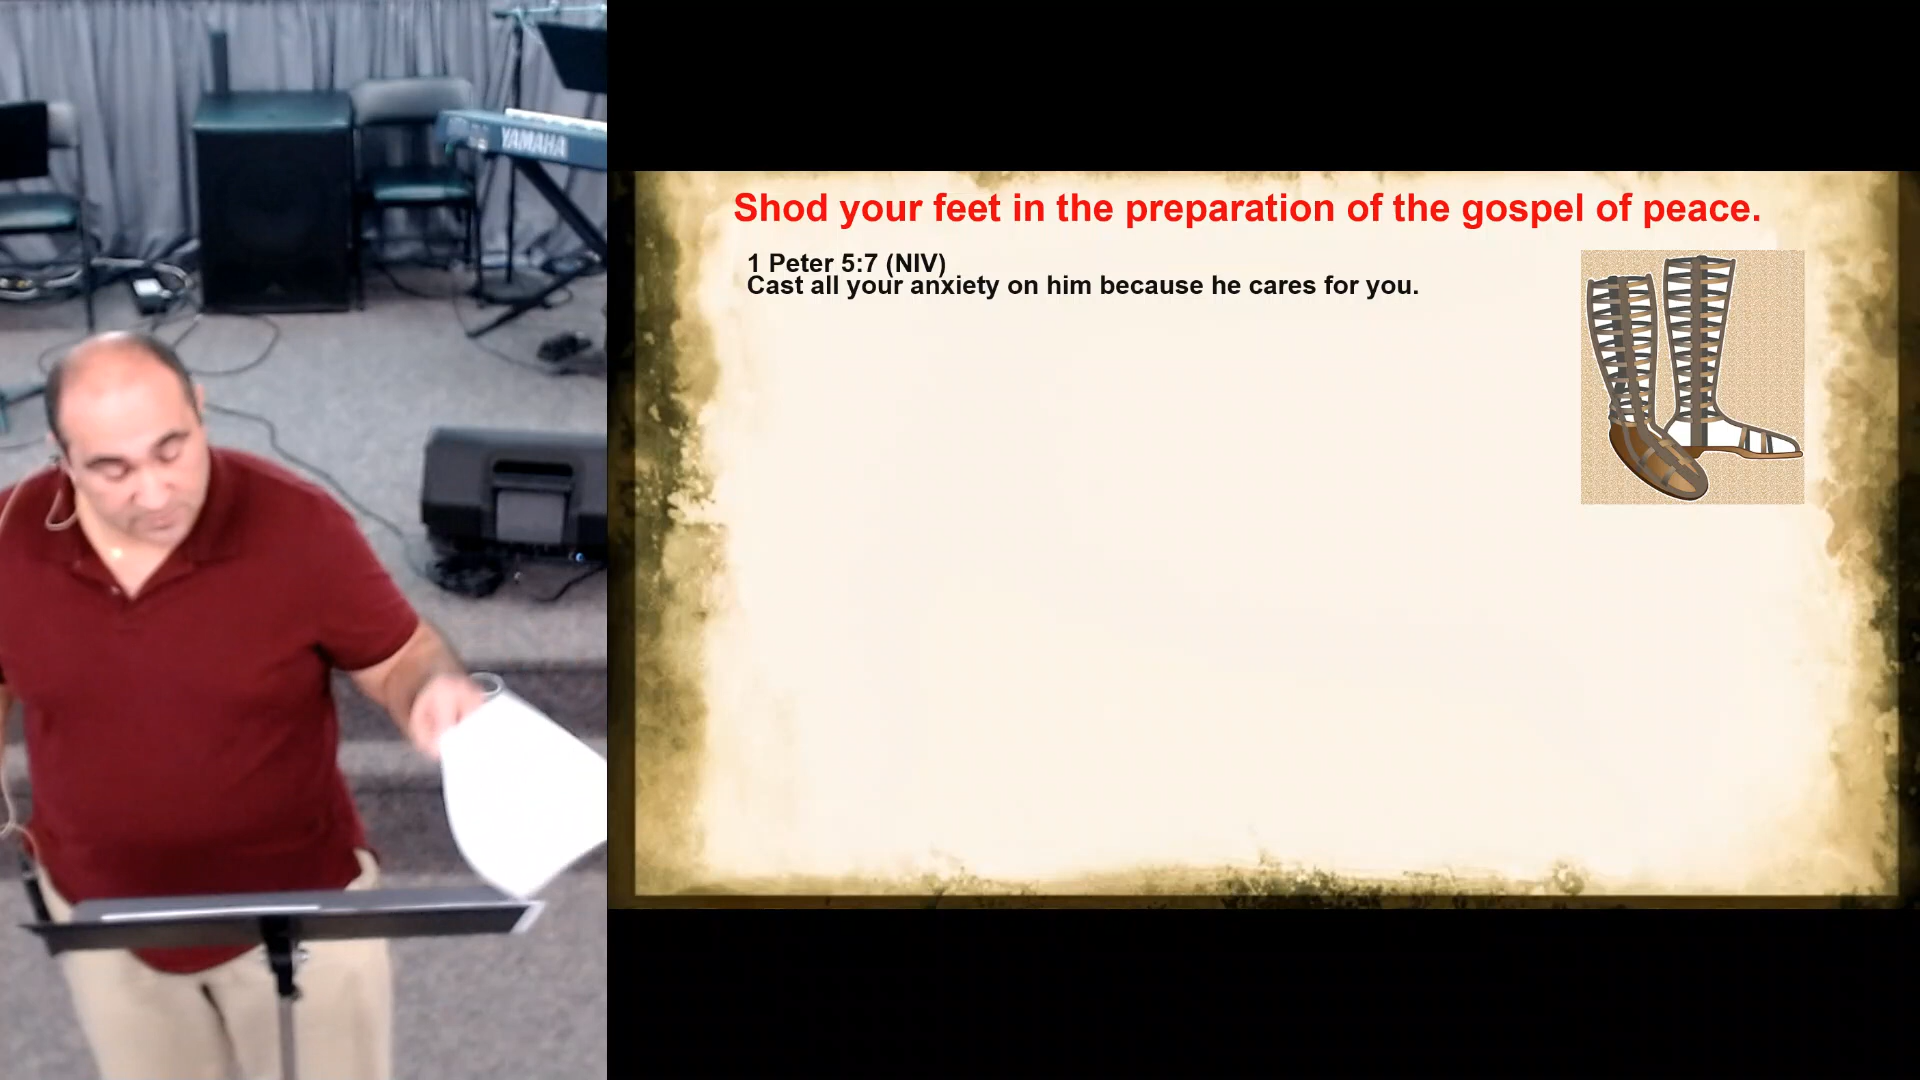 YAMAHA
Shod your feet in the preparation of the gospel of peace.
1 Peter 5:7 (NIV)
Cast all your anxiety on him because he cares for you.